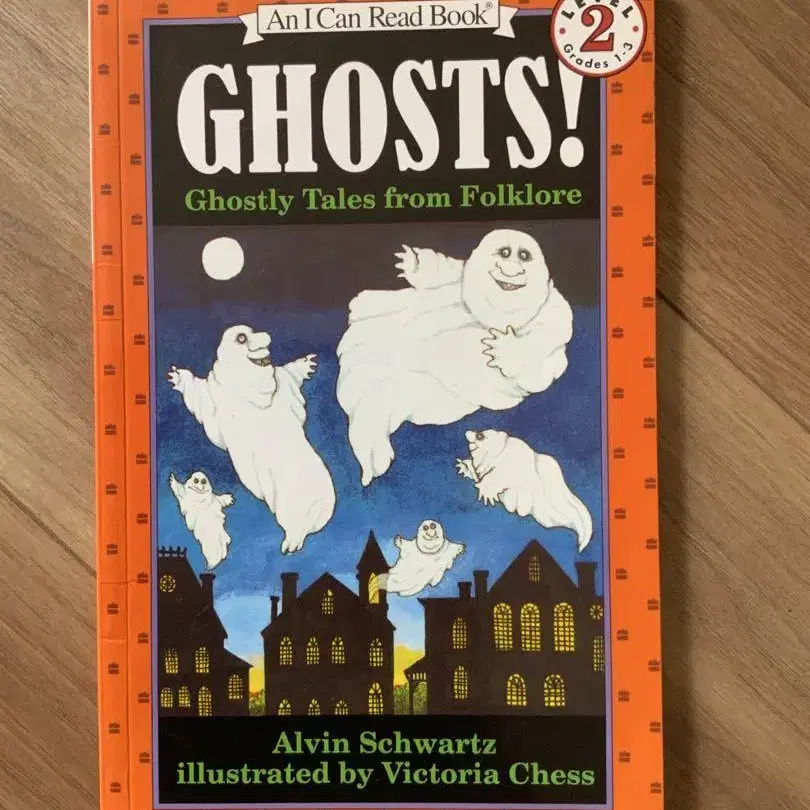 An I Can Read Book®
LEVEL
2
Grades 1-3
GHOSTS!
Ghostly Tales from Folklore
Alvin Schwartz
illustrated by Victoria Chess